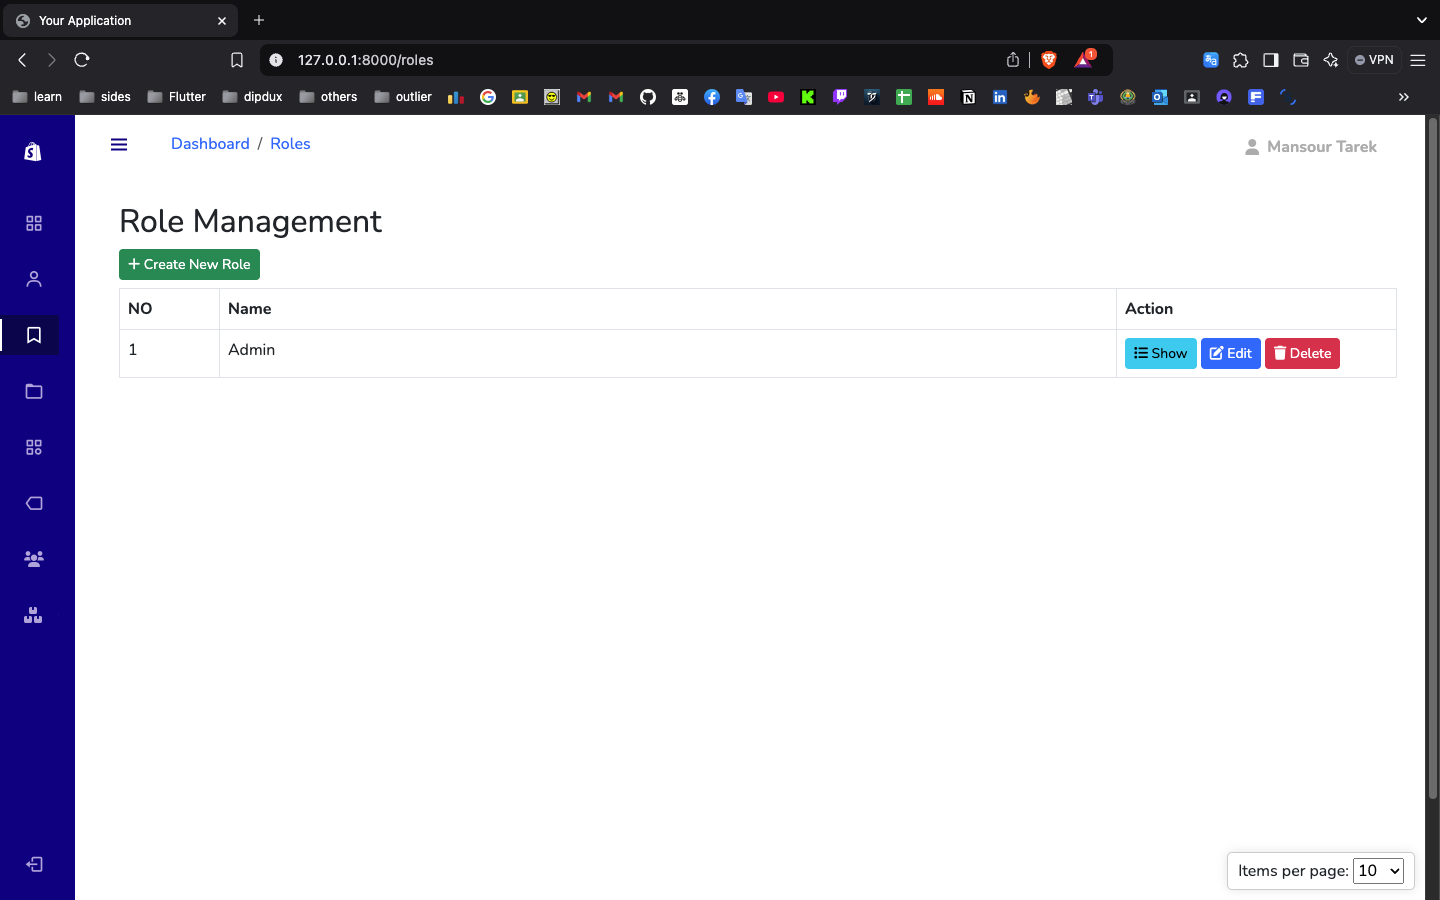 Your Application
127.0.0.1:8000/roles
1
VPN
learn
sides
Flutter
dipdux
others
outlier
Dashboard / Roles
Mansour Tarek
Role Management
Create New Role
NO Name Action
1 Admin Show Edit Delete
Items per page: 10